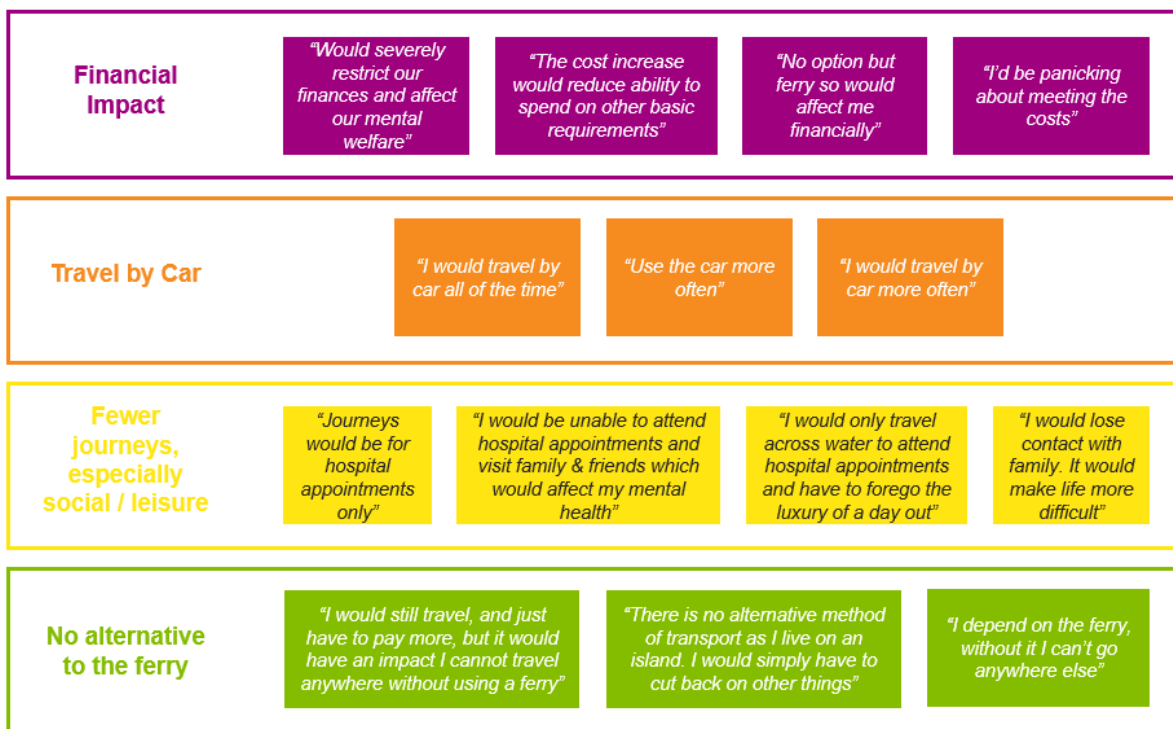 Financial
Impact
“Would severely
restrict our
finances and affect
our mental
welfare”
“The cost increase
would reduce ability to
spend on other basic
requirements”
“No option but
ferry so would
affect me
financially”
“I’d be panicking
about meeting the
costs”
Travel by Car
“I would travel by
car all of the time”
“Use the car more
often”
“I would travel by
car more often”
Fewer
journeys,
especially
social / leisure
“Journeys
would be for
hospital
appointments
only”
“I would be unable to attend
hospital appointments and
visit family & friends which
would affect my mental
health”
“I would only travel
across water to attend
hospital appointments
and have to forego the
luxury of a day out”
“I would lose
contact with
family. It would
make life more
difficult”
No alternative
to the ferry
“I would still travel, and just
have to pay more, but it would
have an impact I cannot travel
anywhere without using a ferry”
“There is no alternative method
of transport as I live on an
island. I would simply have to
cut back on other things”
“I depend on the ferry,
without it I can’t go
anywhere else”